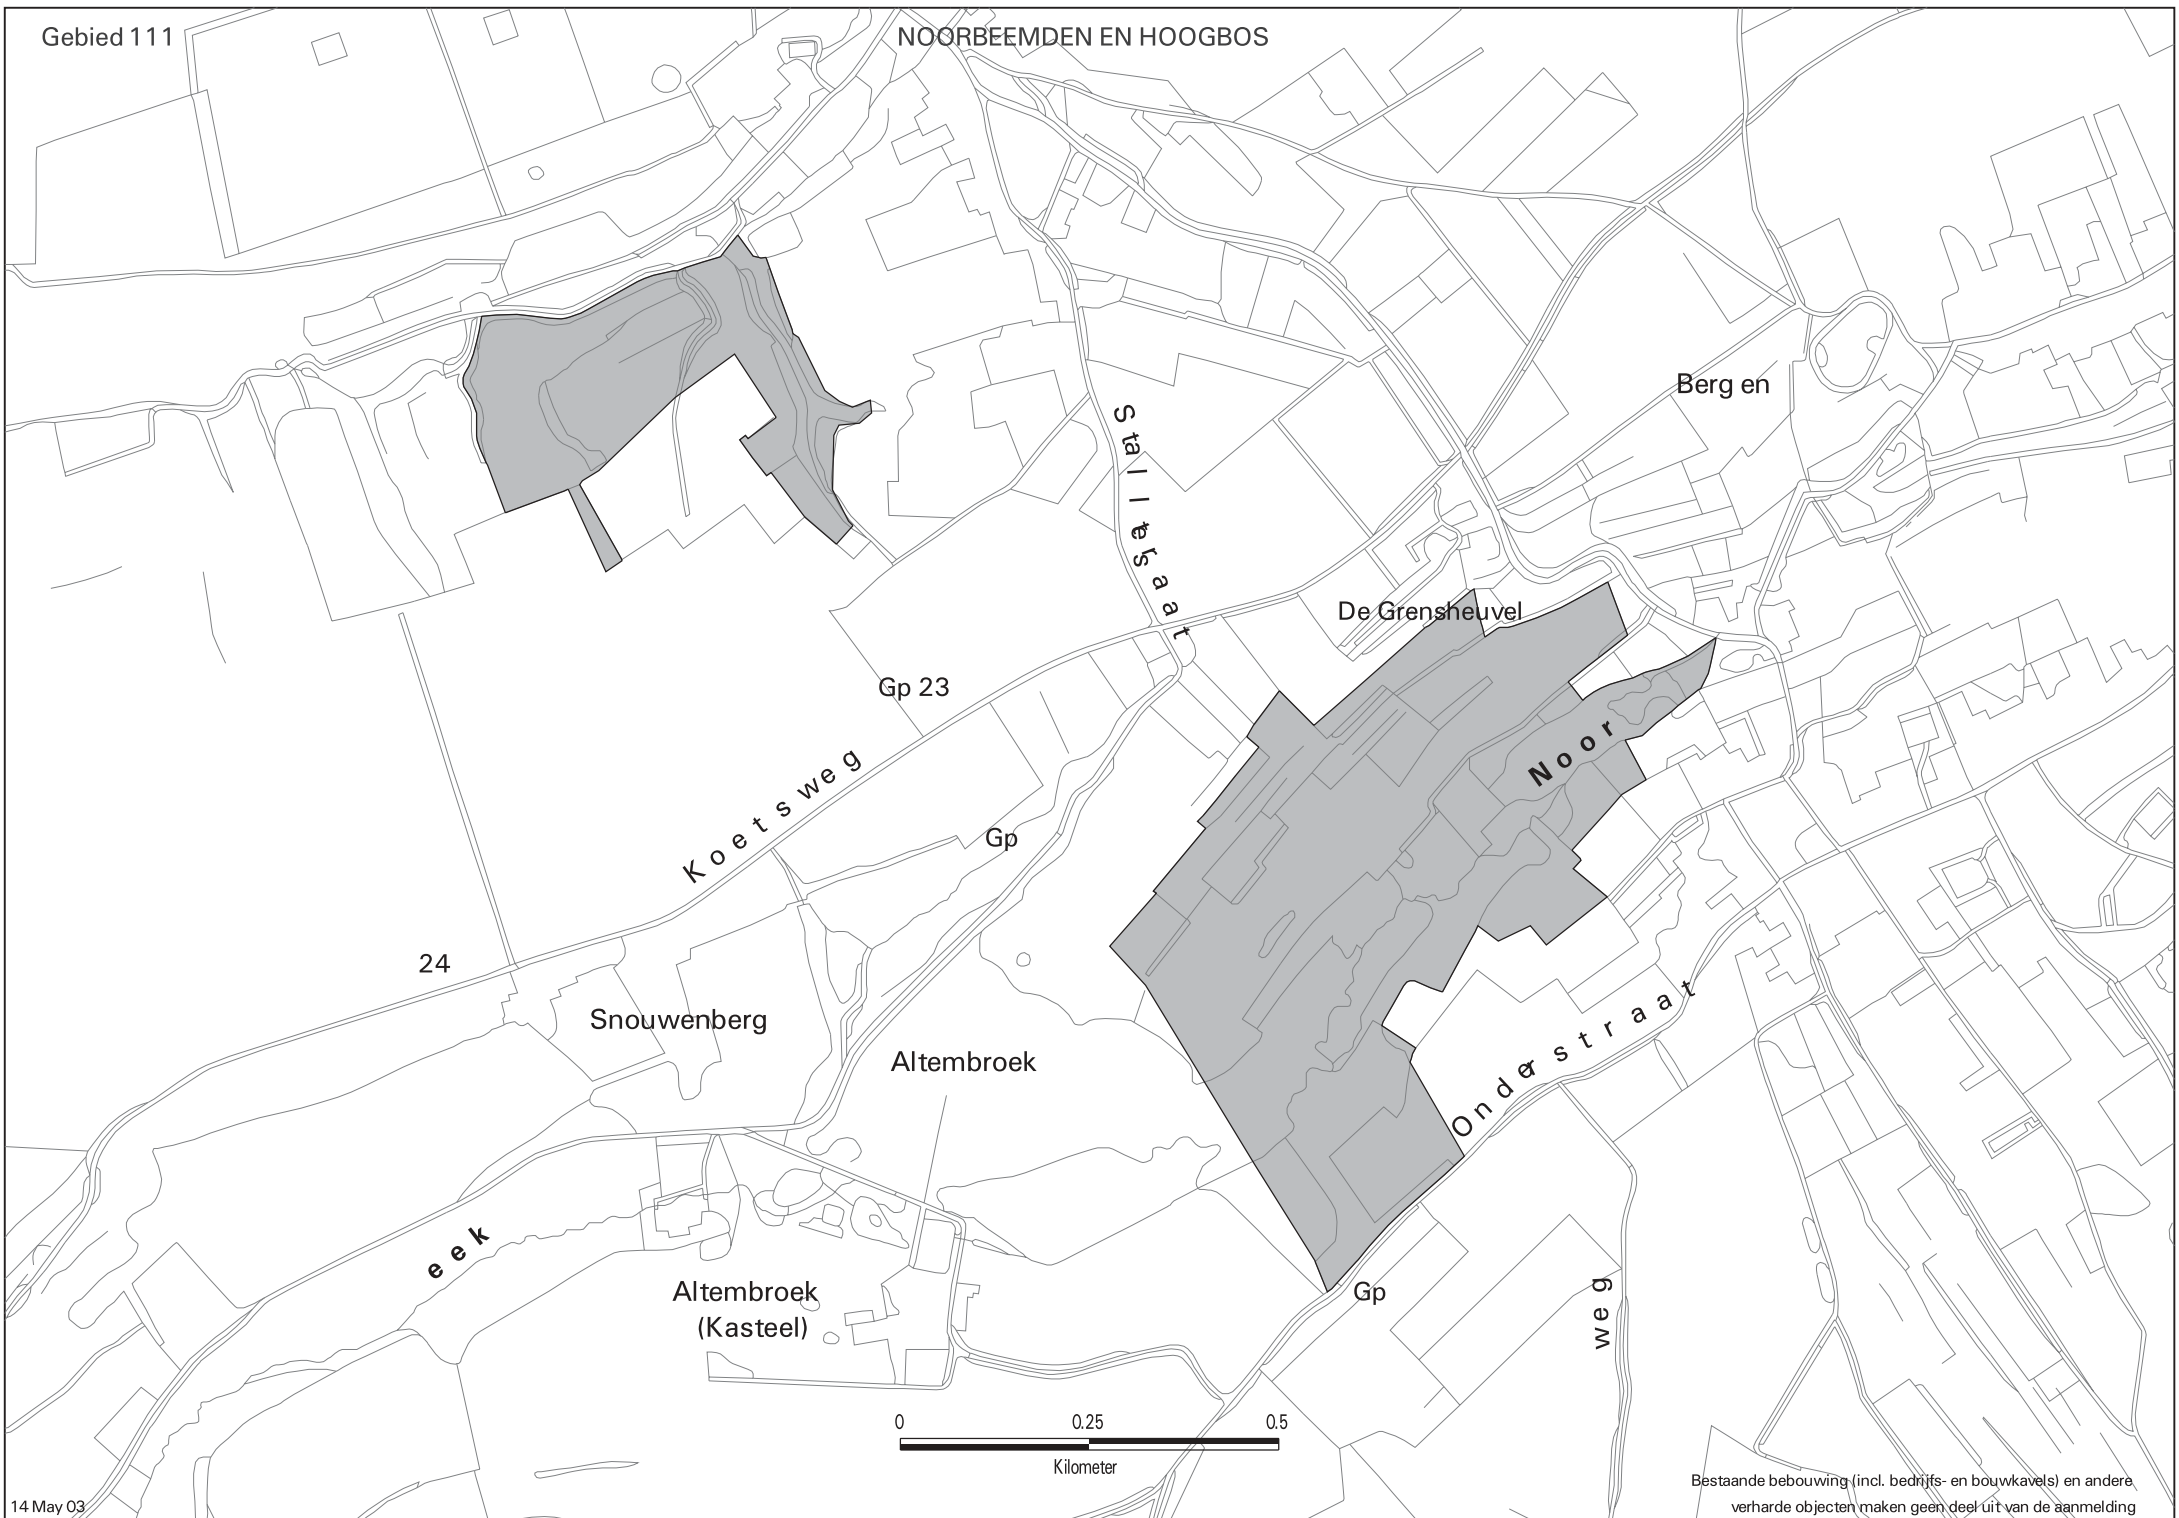 Gebied 111
NOORBEEMDEN EN HOOGBOS
Berg en
Stallestraat
De Grensheuvel
Gp 23
Noor
Koetsweg
Gp
24
Snouwenberg
Altembroek
Onderstraat
eek
Altembroek
(Kasteel)
Gp
weg
0 0.25 0.5
Kilometer
Bestaande bebouwing (incl. bedrijfs- en bouwkavels) en andere
verharde objecten maken geen deel uit van de aanmelding
14 May 03